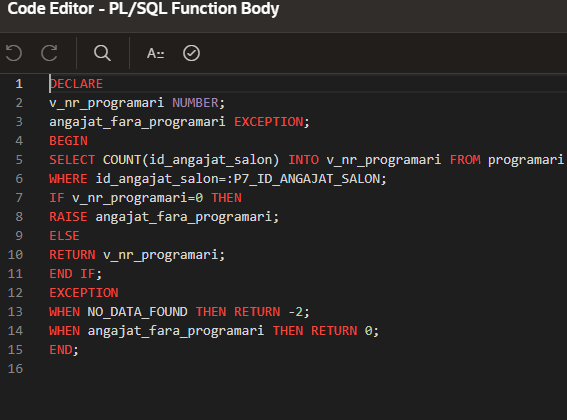 Code Editor - PL/SQL Function Body
A::
1 DECLARE
2 v_nr_programari NUMBER;
3 angajat_fara_programari EXCEPTION;
4 BEGIN
5 SELECT COUNT(id_angajat_salon) INTO v_nr_programari FROM programari
6 WHERE id_angajat_salon=:P7_ID_ANGAJAT_SALON;
7 IF v_nr_programari=0 THEN
8 RAISE angajat_fara_programari;
9 ELSE
10 RETURN v_nr_programari;
11 END IF;
12 EXCEPTION
13 WHEN NO_DATA_FOUND THEN RETURN -2;
14 WHEN angajat_fara_programari THEN RETURN 0;
15 END;
16